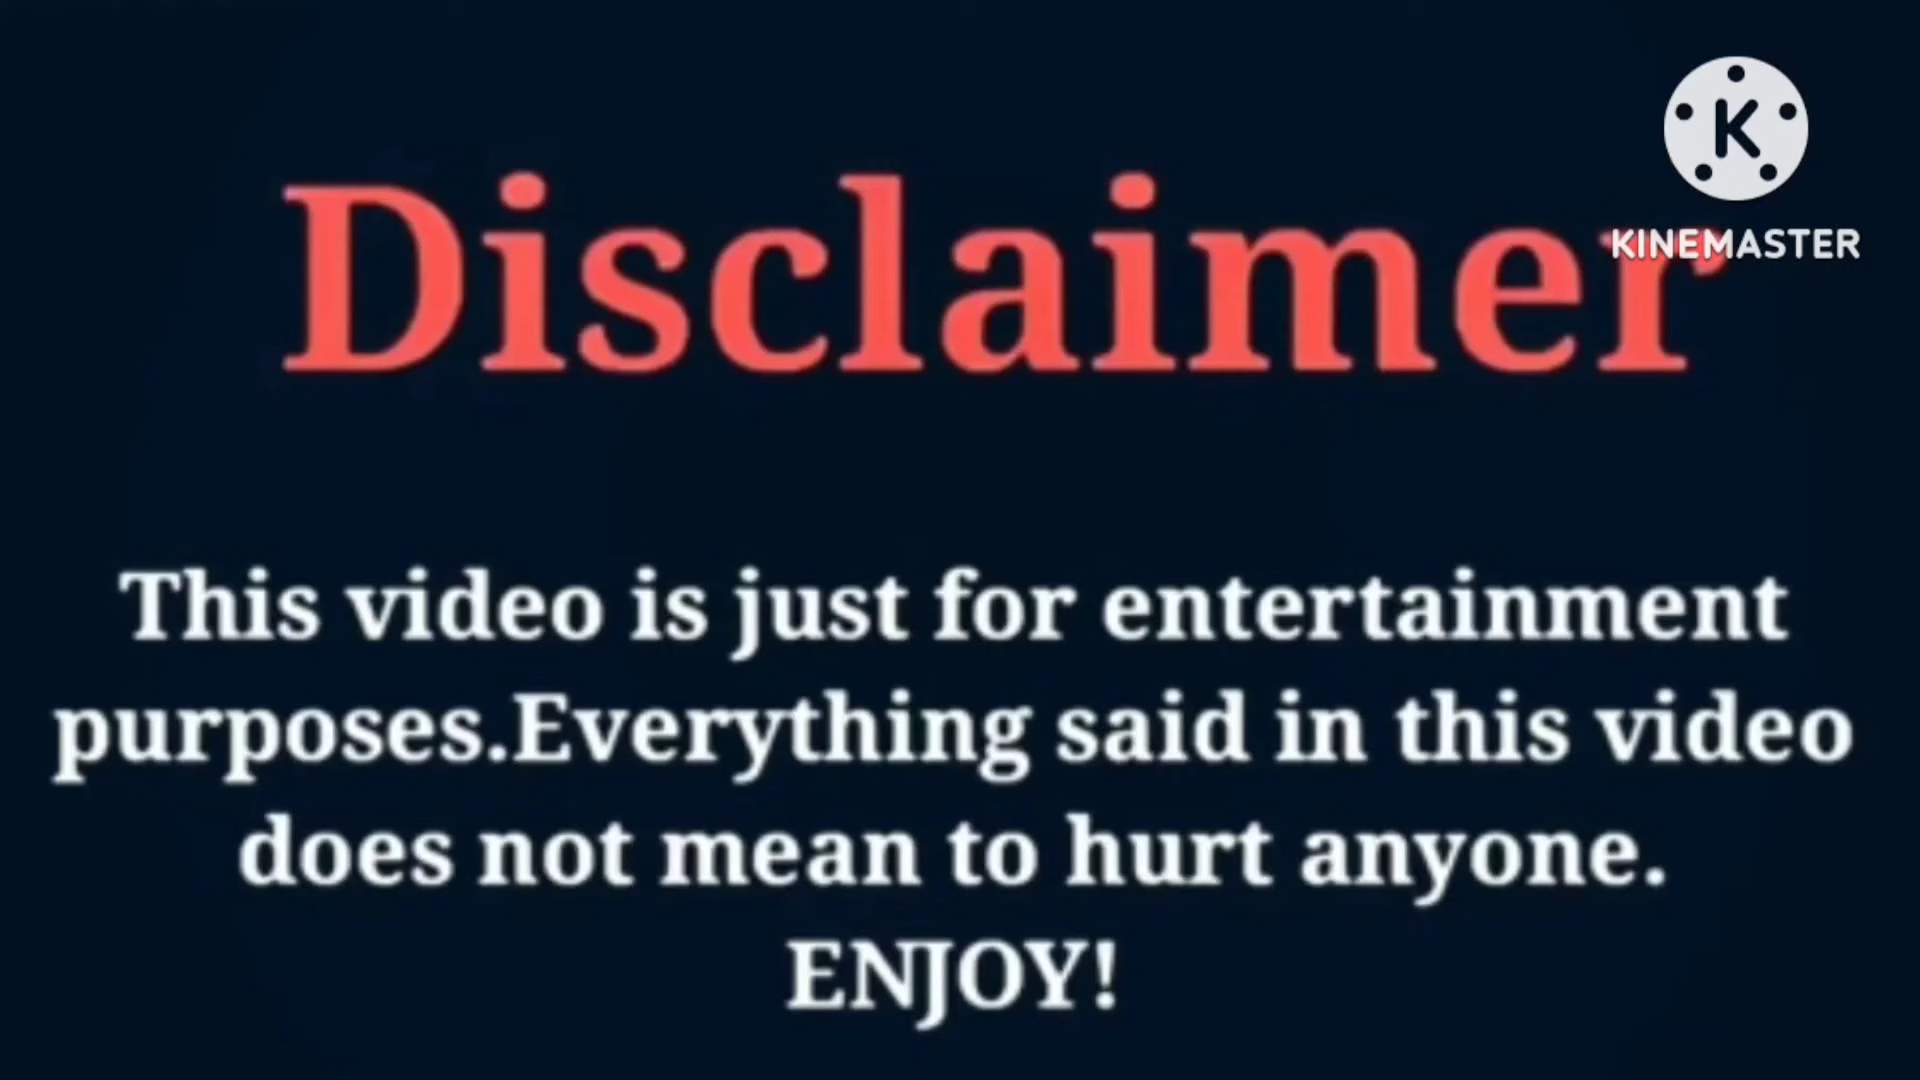 K
KINEMASTER
Disclaimer
This video is just for entertainment
purposes.Everything said in this video
does not mean to hurt anyone.
ENJOY!